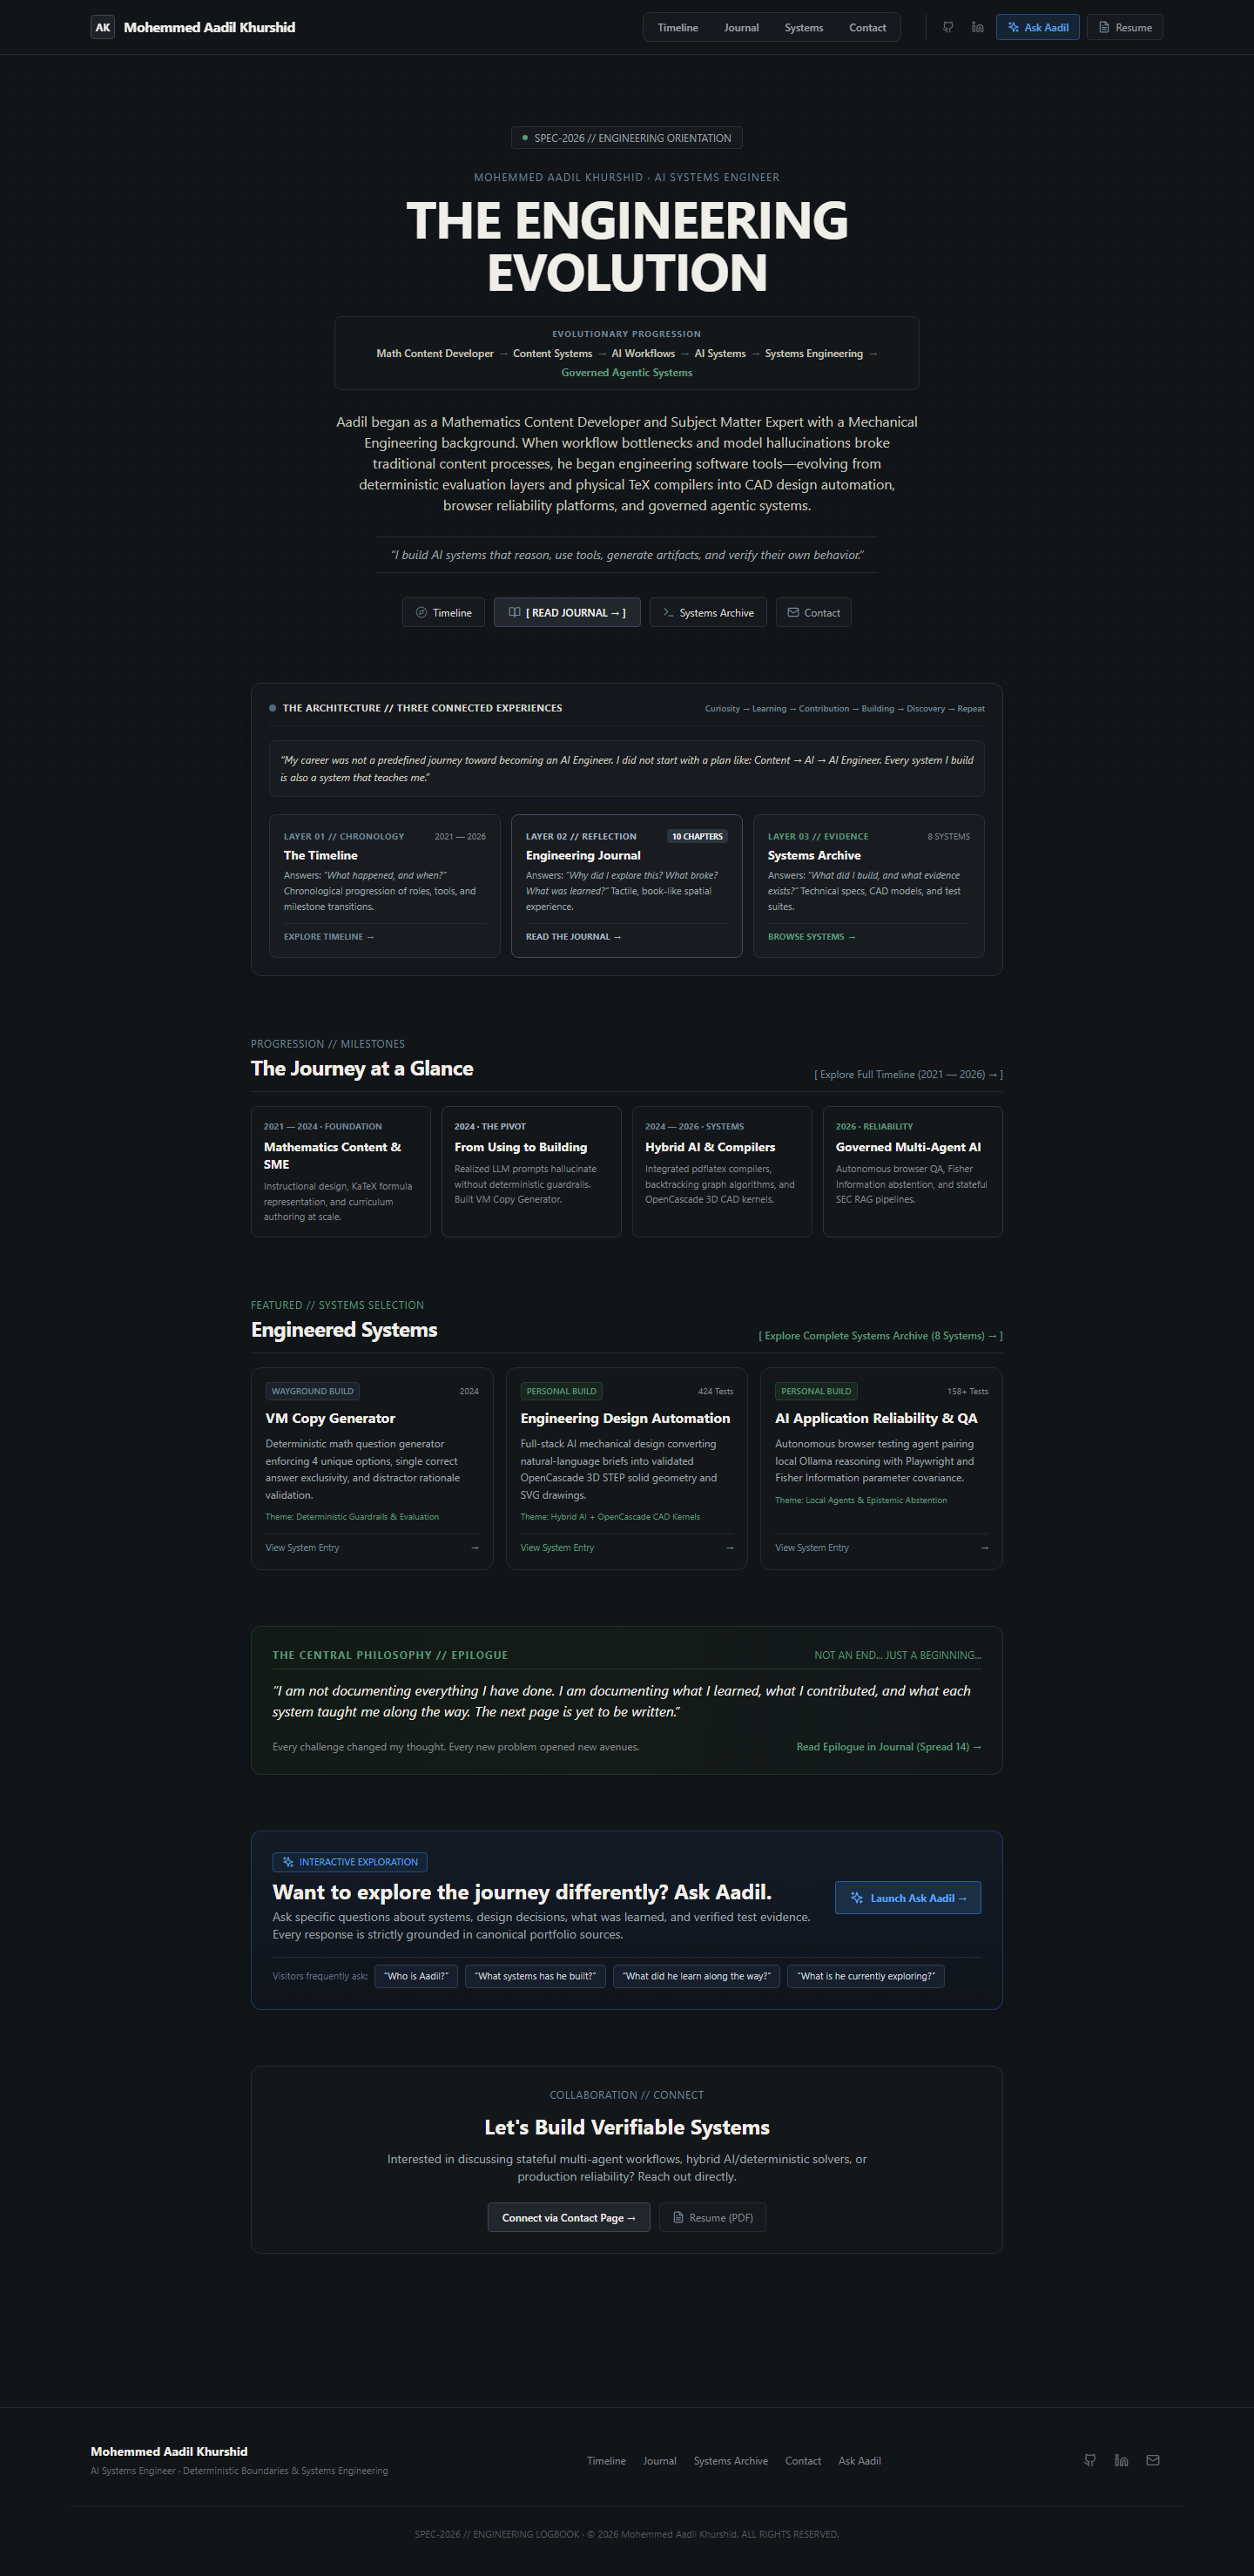 AK Mohemmed Aadil Khurshid
Timeline Journal Systems Contact
Ask Aadil
Resume
SPEC-2026 // ENGINEERING ORIENTATION
MOHEMMED AADIL KHURSHID · AI SYSTEMS ENGINEER
THE ENGINEERING
EVOLUTION
EVOLUTIONARY PROGRESSION
Math Content Developer → Content Systems → AI Workflows → AI Systems → Systems Engineering →
Governed Agentic Systems
Aadil began as a Mathematics Content Developer and Subject Matter Expert with a Mechanical
Engineering background. When workflow bottlenecks and model hallucinations broke
traditional content processes, he began engineering software tools—evolving from
deterministic evaluation layers and physical TeX compilers into CAD design automation,
browser reliability platforms, and governed agentic systems.
"I build AI systems that reason, use tools, generate artifacts, and verify their own behavior."
Timeline
[ READ JOURNAL → ]
Systems Archive
Contact
THE ARCHITECTURE // THREE CONNECTED EXPERIENCES
Curiosity → Learning → Contribution → Building → Discovery → Repeat
"My career was not a predefined journey toward becoming an AI Engineer. I did not start with a plan like: Content → AI → AI Engineer. Every system I build
is also a system that teaches me."
LAYER 01 // CHRONOLOGY 2021 — 2026
The Timeline
Answers: "What happened, and when?"
Chronological progression of roles, tools, and
milestone transitions.
EXPLORE TIMELINE →
LAYER 02 // REFLECTION 10 CHAPTERS
Engineering Journal
Answers: "Why did I explore this? What broke?
What was learned?" Tactile, book-like spatial
experience.
READ THE JOURNAL →
LAYER 03 // EVIDENCE 8 SYSTEMS
Systems Archive
Answers: "What did I build, and what evidence
exists?" Technical specs, CAD models, and test
suites.
BROWSE SYSTEMS →
PROGRESSION // MILESTONES
The Journey at a Glance
[ Explore Full Timeline (2021 — 2026) → ]
2021 — 2024 · FOUNDATION
Mathematics Content &
SME
Instructional design, KaTeX formula
representation, and curriculum
authoring at scale.
2024 · THE PIVOT
From Using to Building
Realized LLM prompts hallucinate
without deterministic guardrails.
Built VM Copy Generator.
2024 — 2026 · SYSTEMS
Hybrid AI & Compilers
Integrated pdflatex compilers,
backtracking graph algorithms, and
OpenCascade 3D CAD kernels.
2026 · RELIABILITY
Governed Multi-Agent AI
Autonomous browser QA, Fisher
Information abstention, and stateful
SEC RAG pipelines.
FEATURED // SYSTEMS SELECTION
Engineered Systems
[ Explore Complete Systems Archive (8 Systems) → ]
WAYGROUND BUILD 2024
VM Copy Generator
Deterministic math question generator
enforcing 4 unique options, single correct
answer exclusivity, and distractor rationale
validation.
Theme: Deterministic Guardrails & Evaluation
View System Entry →
PERSONAL BUILD 424 Tests
Engineering Design Automation
Full-stack AI mechanical design converting
natural-language briefs into validated
OpenCascade 3D STEP solid geometry and
SVG drawings.
Theme: Hybrid AI + OpenCascade CAD Kernels
View System Entry →
PERSONAL BUILD 158+ Tests
AI Application Reliability & QA
Autonomous browser testing agent pairing
local Ollama reasoning with Playwright and
Fisher Information parameter covariance.
Theme: Local Agents & Epistemic Abstention
View System Entry →
THE CENTRAL PHILOSOPHY // EPILOGUE
NOT AN END... JUST A BEGINNING...
"I am not documenting everything I have done. I am documenting what I learned, what I contributed, and what each
system taught me along the way. The next page is yet to be written."
Every challenge changed my thought. Every new problem opened new avenues.
Read Epilogue in Journal (Spread 14) →
INTERACTIVE EXPLORATION
Want to explore the journey differently? Ask Aadil.
Ask specific questions about systems, design decisions, what was learned, and verified test evidence.
Every response is strictly grounded in canonical portfolio sources.
Launch Ask Aadil →
Visitors frequently ask: "Who is Aadil?" "What systems has he built?" "What did he learn along the way?" "What is he currently exploring?"
COLLABORATION // CONNECT
Let's Build Verifiable Systems
Interested in discussing stateful multi-agent workflows, hybrid AI/deterministic solvers, or
production reliability? Reach out directly.
Connect via Contact Page →
Resume (PDF)
Mohemmed Aadil Khurshid
AI Systems Engineer · Deterministic Boundaries & Systems Engineering
Timeline Journal Systems Archive Contact Ask Aadil
SPEC-2026 // ENGINEERING LOGBOOK · © 2026 Mohemmed Aadil Khurshid. ALL RIGHTS RESERVED.